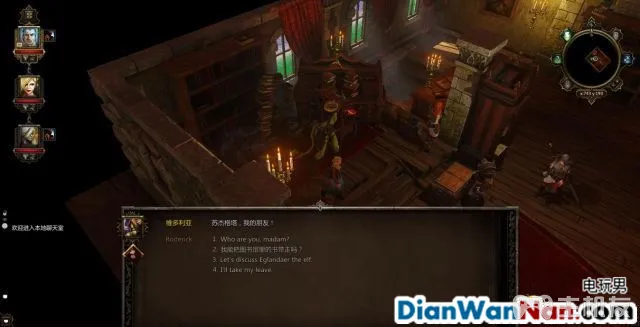 x:743 y:193
欢迎进入本地聊天室
维多利亚 苏杰格塔，我的朋友！
Roderick
1. Who are you, madam?
2. 我能把图书馆里的书带走吗？
3. Let's discuss Eglandaer the elf.
4. I'll take my leave.
电玩男
DianWanNan.com